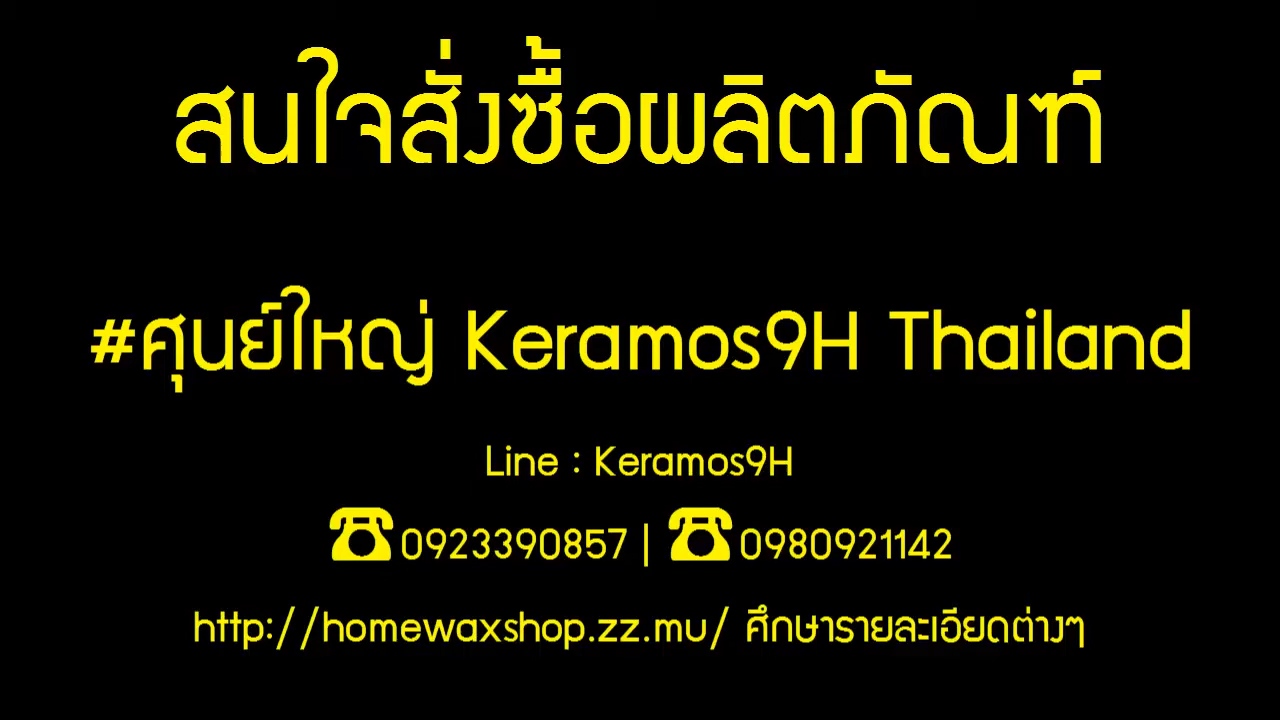 สนใจสั่งซื้อผลิตภัณฑ์
#ศุนย์ใหญ่ Keramos9H Thailand
Line : Keramos9H
☎0923390857 | ☎0980921142
http://homewaxshop.zz.mu/ ศึกษารายละเอียดต่างๆ